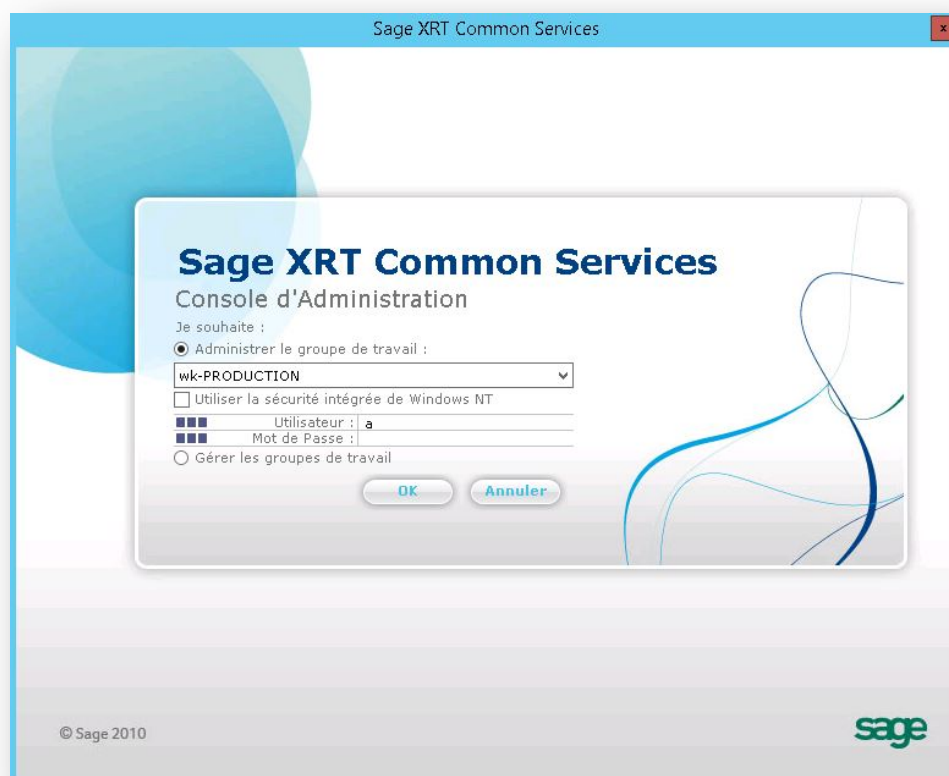 Sage XRT Common Services
x
Sage XRT Common Services
Console d'Administration
Je souhaite :
Administrer le groupe de travail :
wk-PRODUCTION
Utiliser la sécurité intégrée de Windows NT
Utilisateur : a
Mot de Passe :
Gérer les groupes de travail
OK Annuler
© Sage 2010
sage